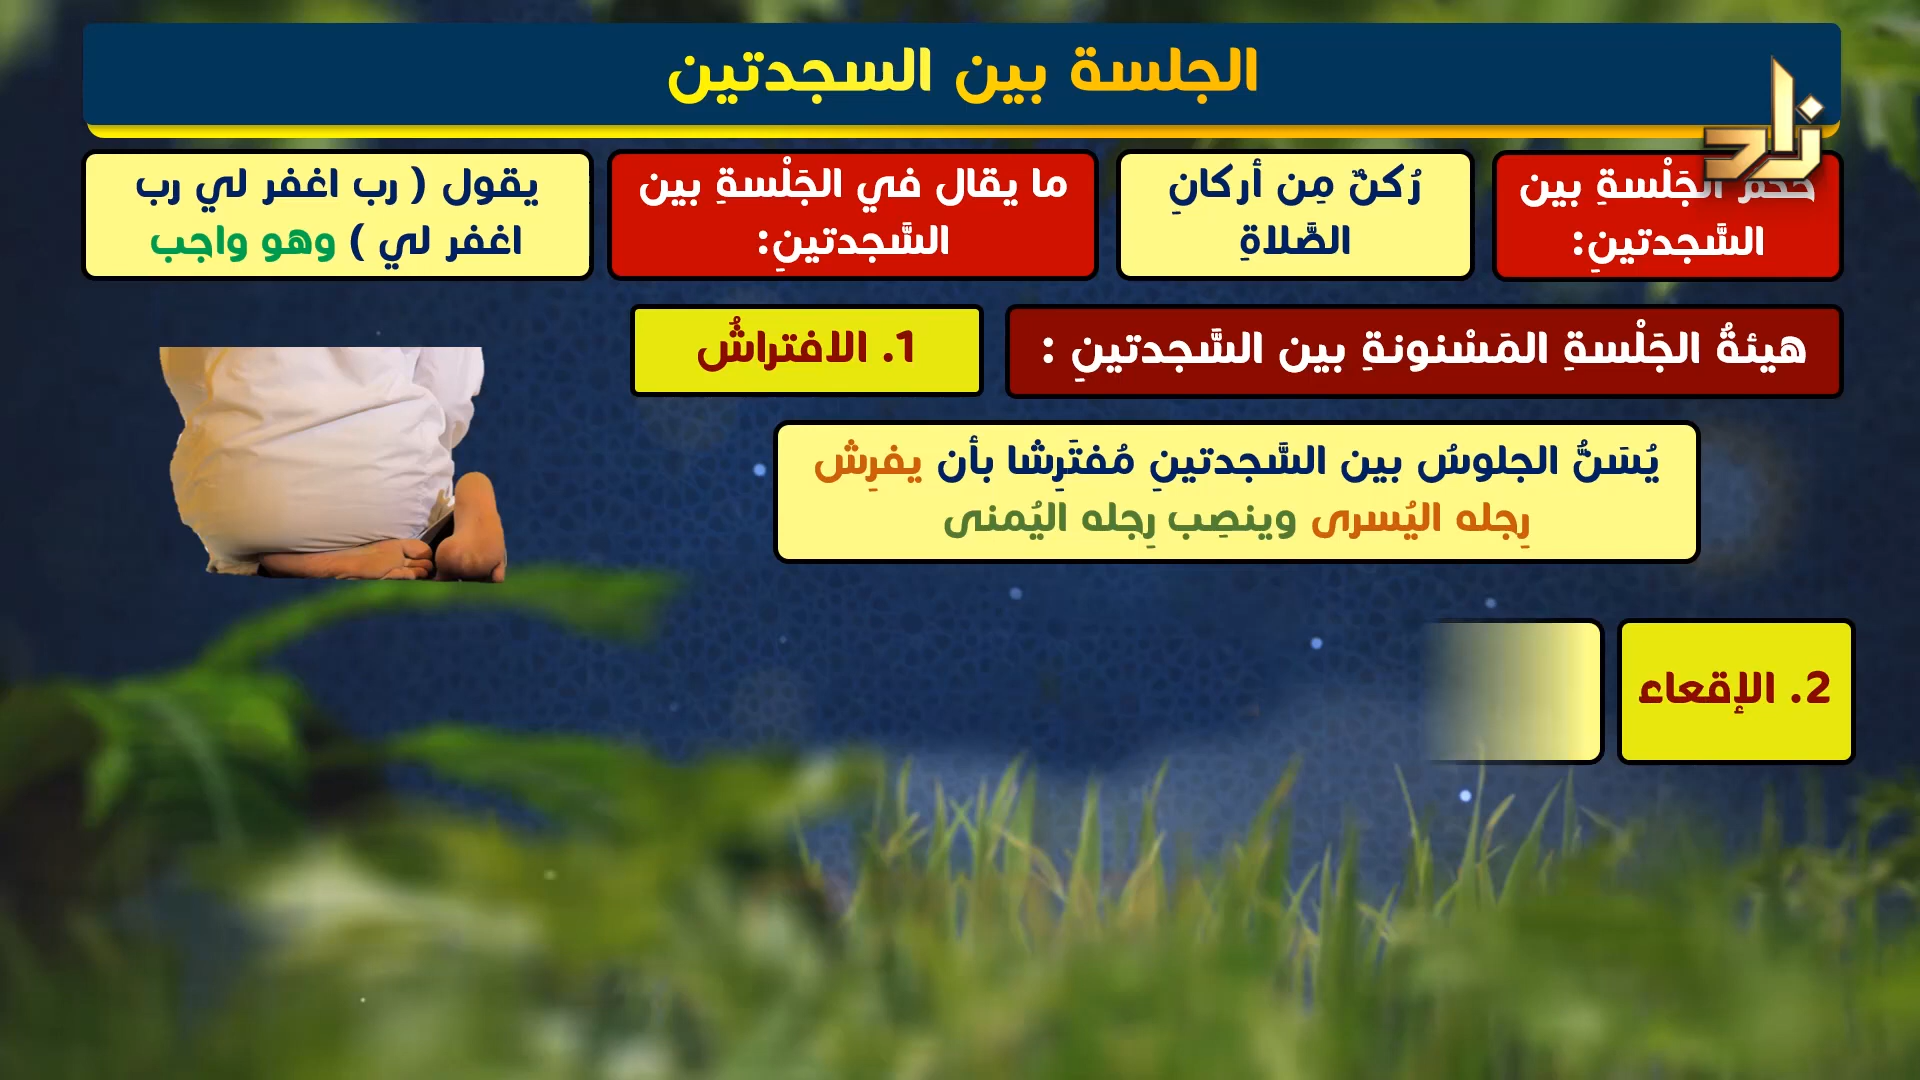 الجلسة بين السجدتين
زاد
حكم الجَلْسةِ بين
السَّجدتينِ:
رُكنٌ مِن أركانِ
الصَّلاةِ
ما يقال في الجَلْسةِ بين
السَّجدتينِ:
يقول ( رب اغفر لي رب
اغفر لي ) وهو واجب
هيئةُ الجَلْسةِ المَسْنونةِ بين السَّجدتينِ :
1. الافتراشُ
يُسَنُّ الجلوسُ بين السَّجدتينِ مُفتَرِشا بأن يفرِش
رِجله اليُسرى وينصِب رِجله اليُمنى
2. الإقعاء